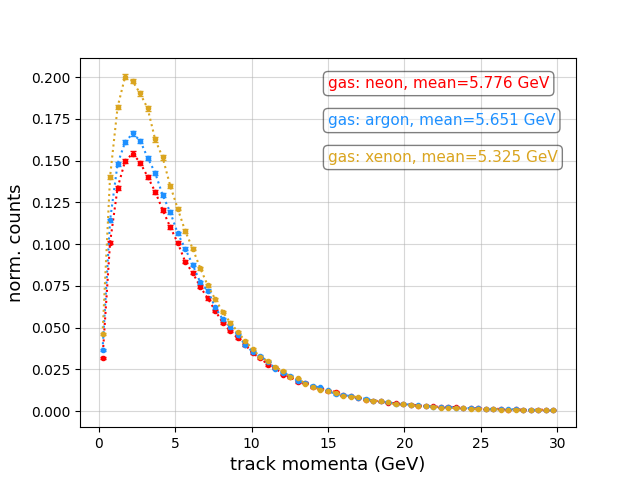 gas: neon, mean=5.776 GeV
gas: argon, mean=5.651 GeV
gas: xenon, mean=5.325 GeV
norm. counts
0.200
0.175
0.150
0.125
0.100
0.075
0.050
0.025
0.000
0 5 10 15 20 25 30
track momenta (GeV)